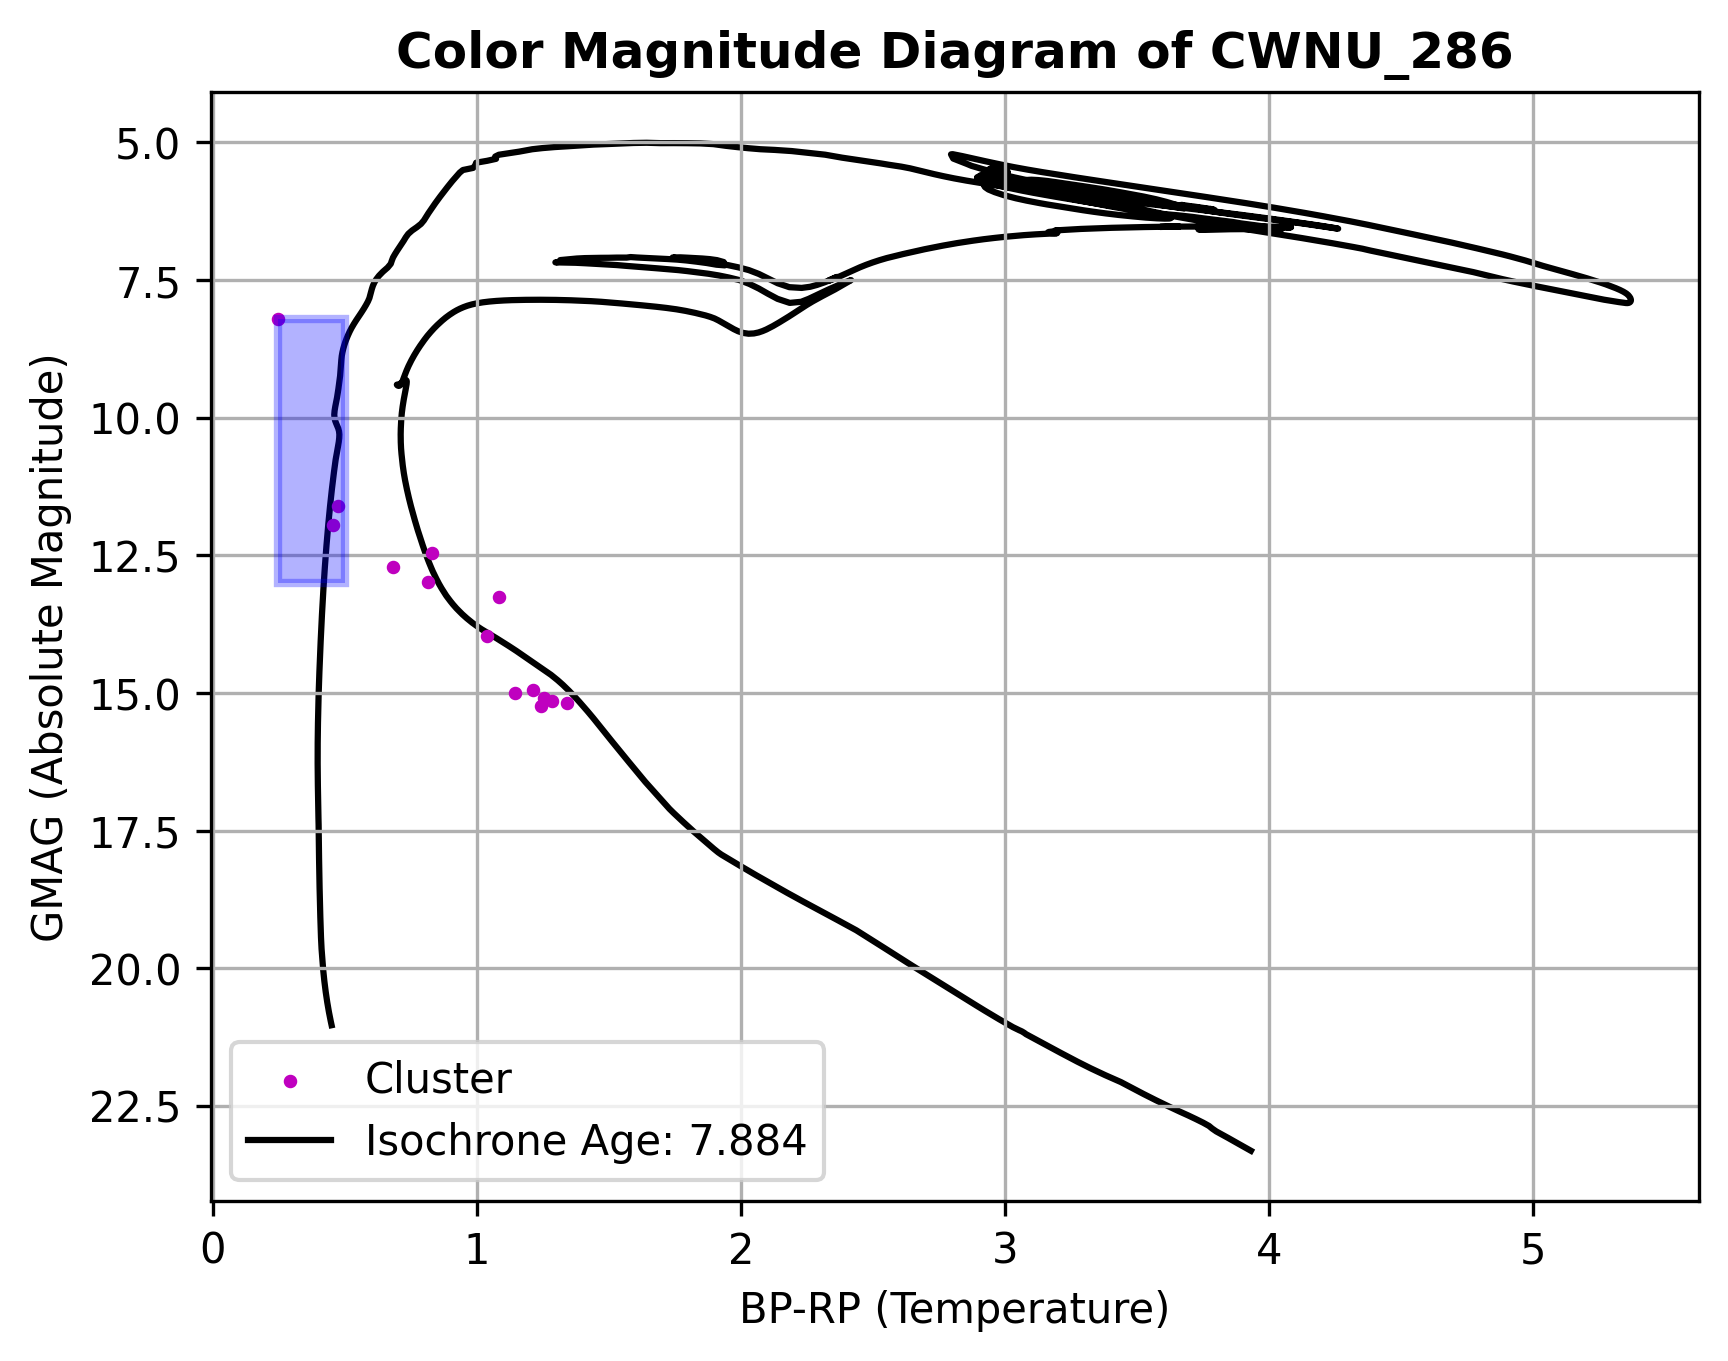 Color Magnitude Diagram of CWNU_286
GMAG (Absolute Magnitude)
5.0
7.5
10.0
12.5
15.0
17.5
20.0
22.5
Cluster
Isochrone Age: 7.884
0 1 2 3 4 5
BP-RP (Temperature)